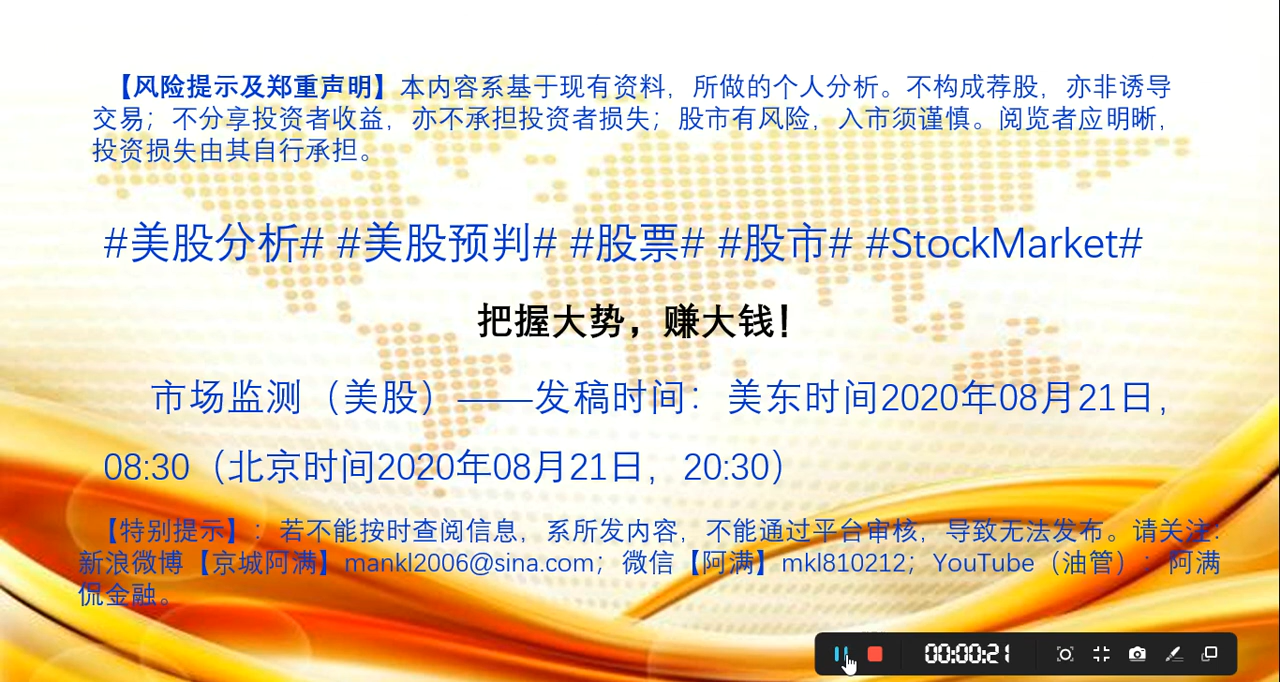 【风险提示及郑重声明】本内容系基于现有资料，所做的个人分析。不构成荐股，亦非诱导
交易；不分享投资者收益，亦不承担投资者损失；股市有风险，入市须谨慎。阅览者应明晰，
投资损失由其自行承担。
#美股分析# #美股预判# #股票# #股市# #StockMarket#
把握大势，赚大钱！
市场监测（美股）——发稿时间：美东时间2020年08月21日，
08:30（北京时间2020年08月21日，20:30）
【特别提示】：若不能按时查阅信息，系所发内容，不能通过平台审核，导致无法发布。请关注：
新浪微博【京城阿满】mankl2006@sina.com；微信【阿满】mkl810212；YouTube（油管）：阿满
侃金融。
00:00:21